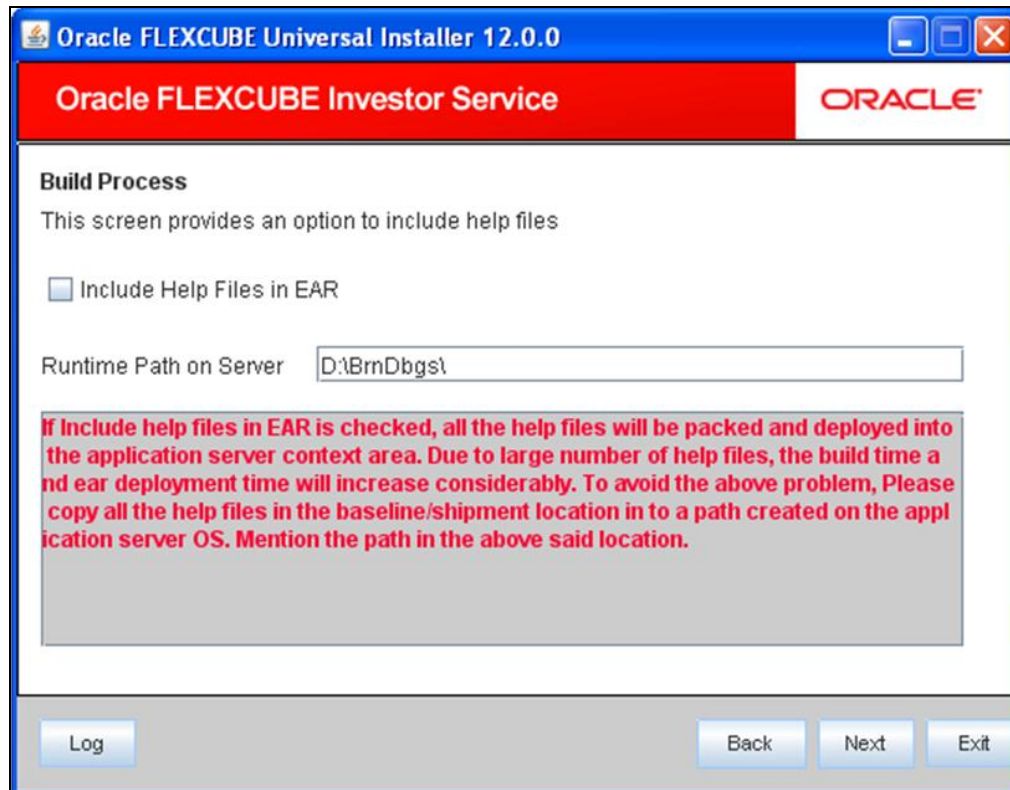 Oracle FLEXCUBE Universal Installer 12.0.0
Oracle FLEXCUBE Investor Service
ORACLE
Build Process
This screen provides an option to include help files
Include Help Files in EAR
Runtime Path on Server
D:\BrnDbgs\
If Include help files in EAR is checked, all the help files will be packed and deployed into
the application server context area. Due to large number of help files, the build time a
nd ear deployment time will increase considerably. To avoid the above problem, Please
copy all the help files in the baseline/shipment location in to a path created on the appl
ication server OS. Mention the path in the above said location.
Log
Back
Next
Exit